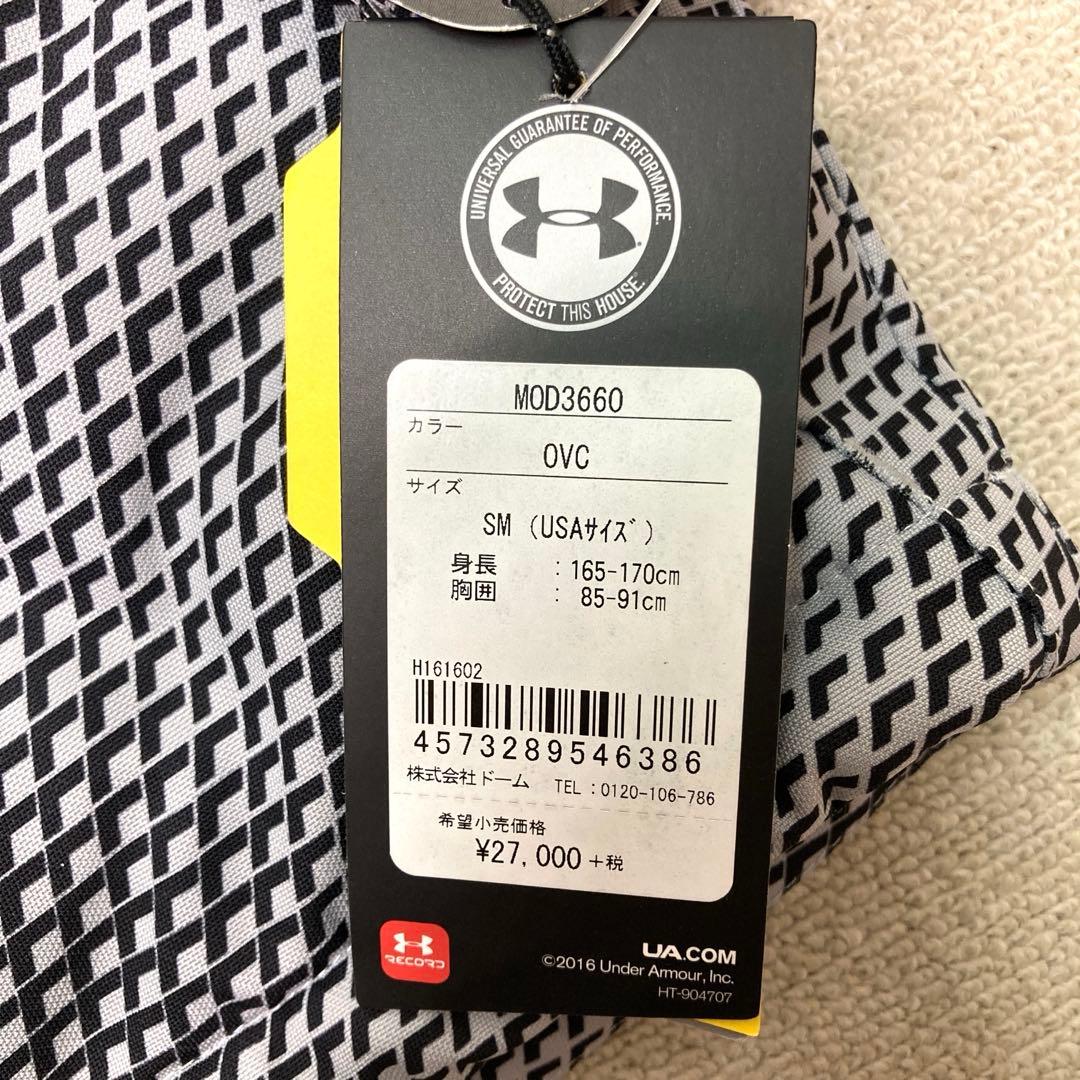 UNIVERSAL GUARANTEE OF PERFORMANCE.
PROTECT THIS HOUSE.
MOD3660
カラー
OVC
サイズ
SM (USAｻｲｽﾞ)
身長 : 165-170cm
胸囲 : 85-91cm
H161602
4573289546386
株式会社ドーム TEL:0120-106-786
希望小売価格
¥27,000+税
RECORD
UA.COM
©2016 Under Armour, Inc.
HT-904707